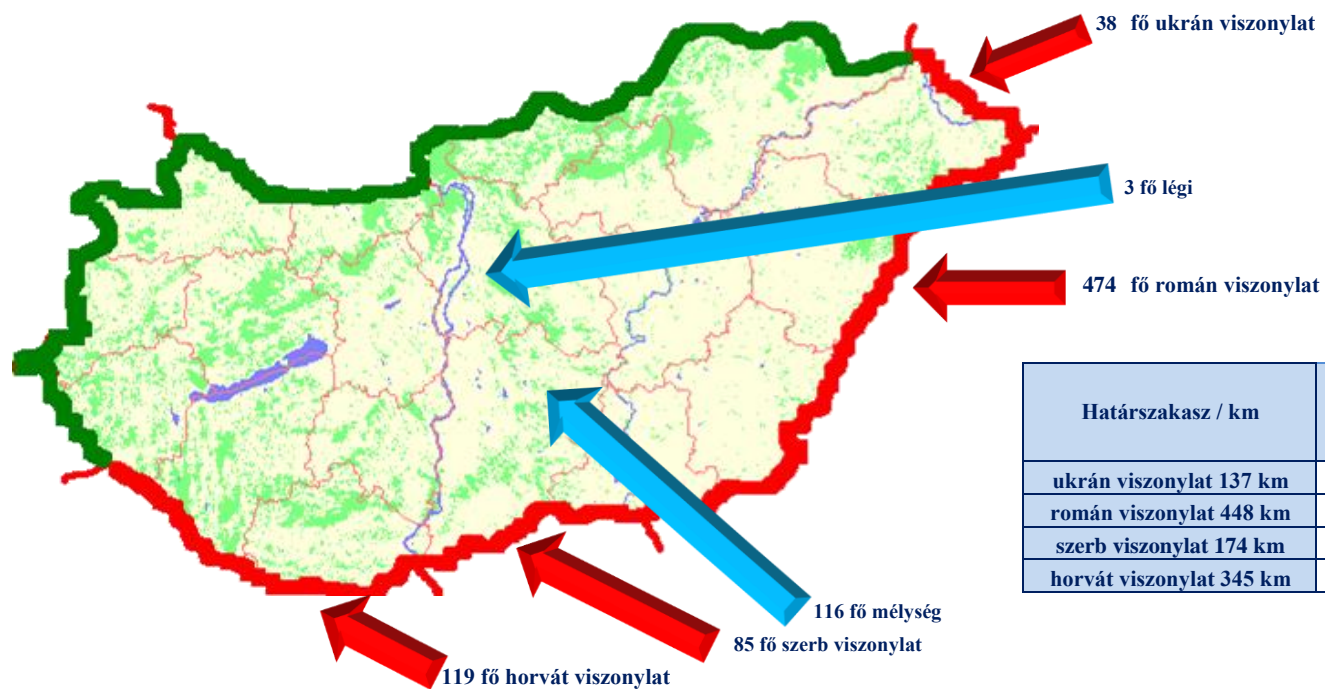 38 fő ukrán viszonylat
3 fő légi
474 fő román viszonylat
Határszakasz / km
ukrán viszonylat 137 km
román viszonylat 448 km
szerb viszonylat 174 km
horvát viszonylat 345 km
116 fő mélység
85 fő szerb viszonylat
119 fő horvát viszonylat